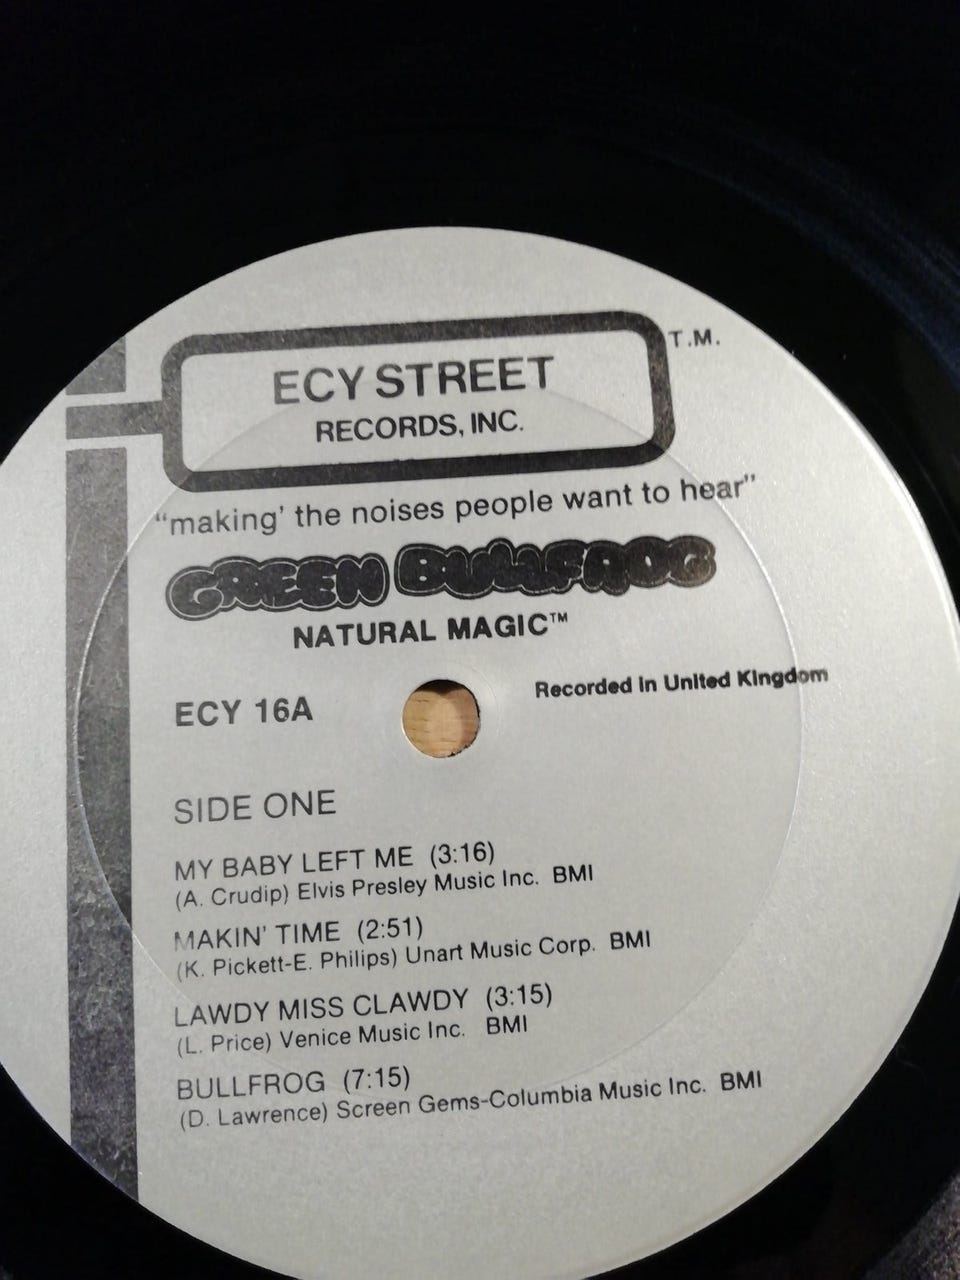 ECY STREET
RECORDS, INC.
T.M.
"making' the noises people want to hear"
GREEN BULLFROG
NATURAL MAGIC™
ECY 16A
Recorded in United Kingdom
SIDE ONE
MY BABY LEFT ME (3:16)
(A. Crudip) Elvis Presley Music Inc. BMI
MAKIN' TIME (2:51)
(K. Pickett-E. Philips) Unart Music Corp. BMI
LAWDY MISS CLAWDY (3:15)
(L. Price) Venice Music Inc. BMI
BULLFROG (7:15)
(D. Lawrence) Screen Gems-Columbia Music Inc. BMI